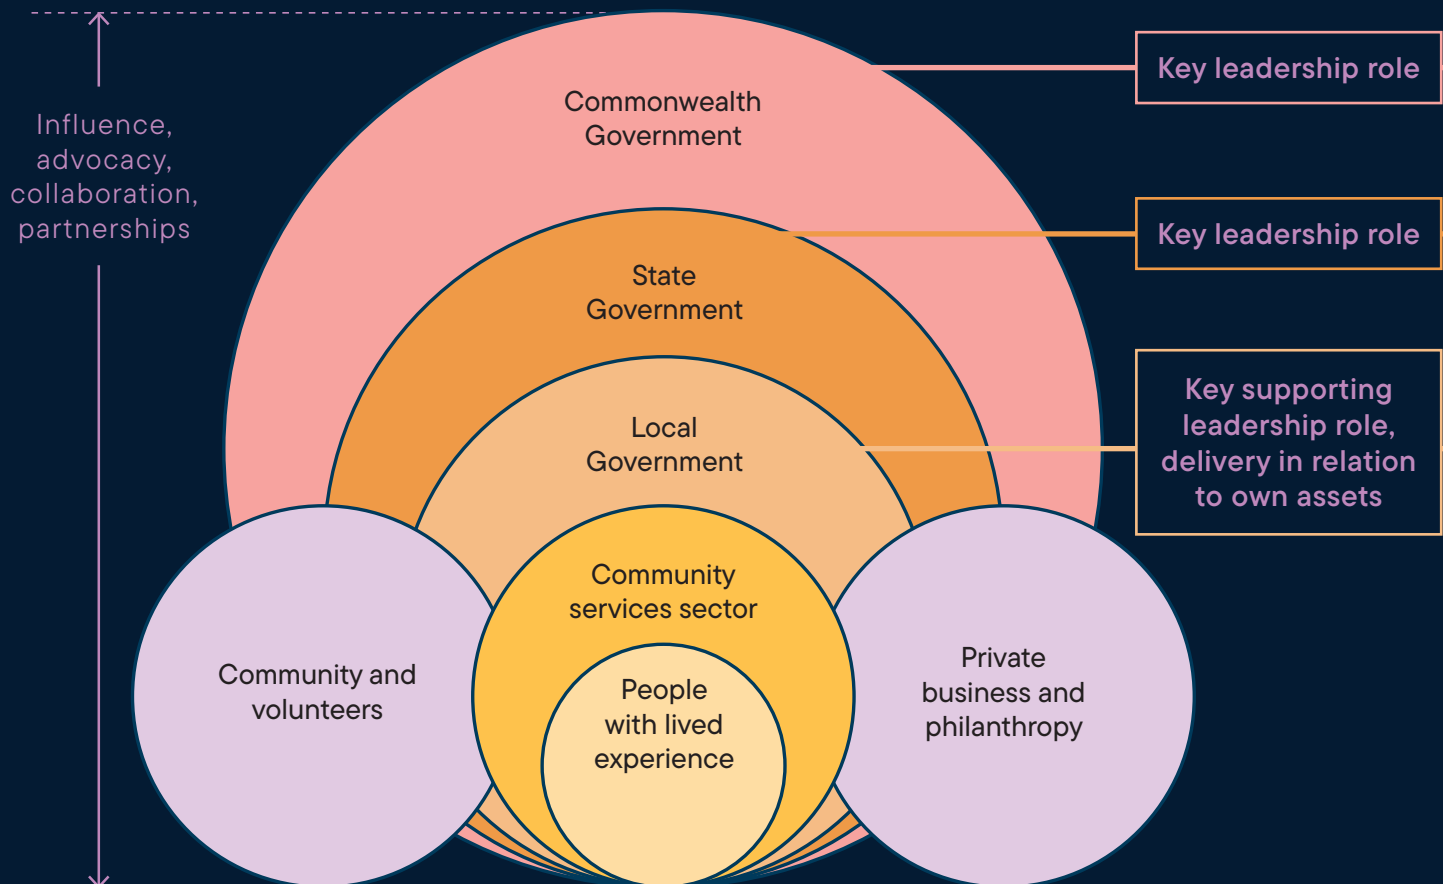 Influence,
advocacy,
collaboration,
partnerships
Commonwealth
Government
Key leadership role
State
Government
Key leadership role
Local
Government
Key supporting
leadership role,
delivery in relation
to own assets
Community
services sector
Community and
volunteers
People
with lived
experience
Private
business and
philanthropy